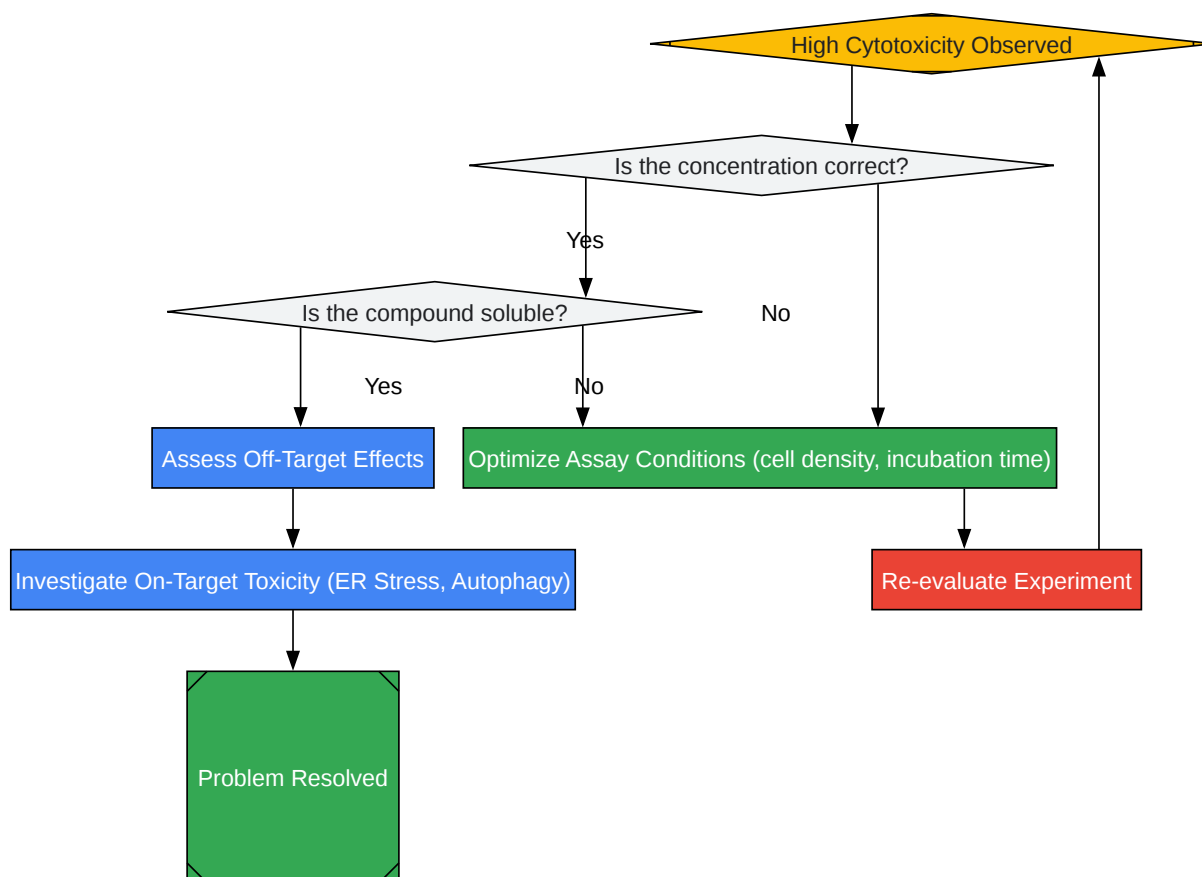 High Cytotoxicity Observed
Is the concentration correct?
Yes
Is the compound soluble?
No
Yes
No
Assess Off-Target Effects
Optimize Assay Conditions (cell density, incubation time)
Investigate On-Target Toxicity (ER Stress, Autophagy)
Re-evaluate Experiment
Problem Resolved